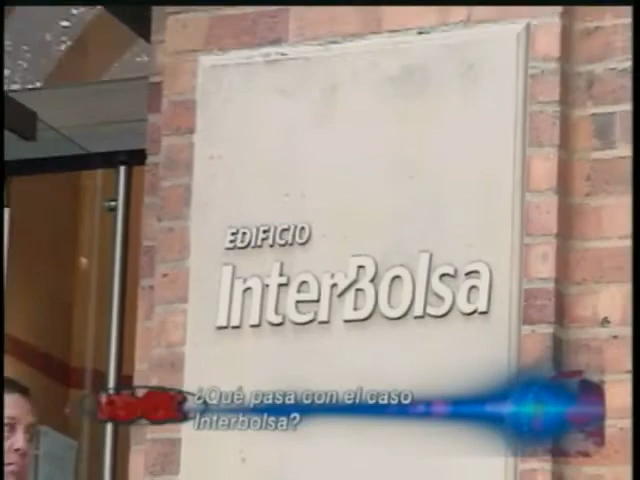 EDIFICIO
InterBolsa
¿Qué pasa con el caso
Interbolsa?